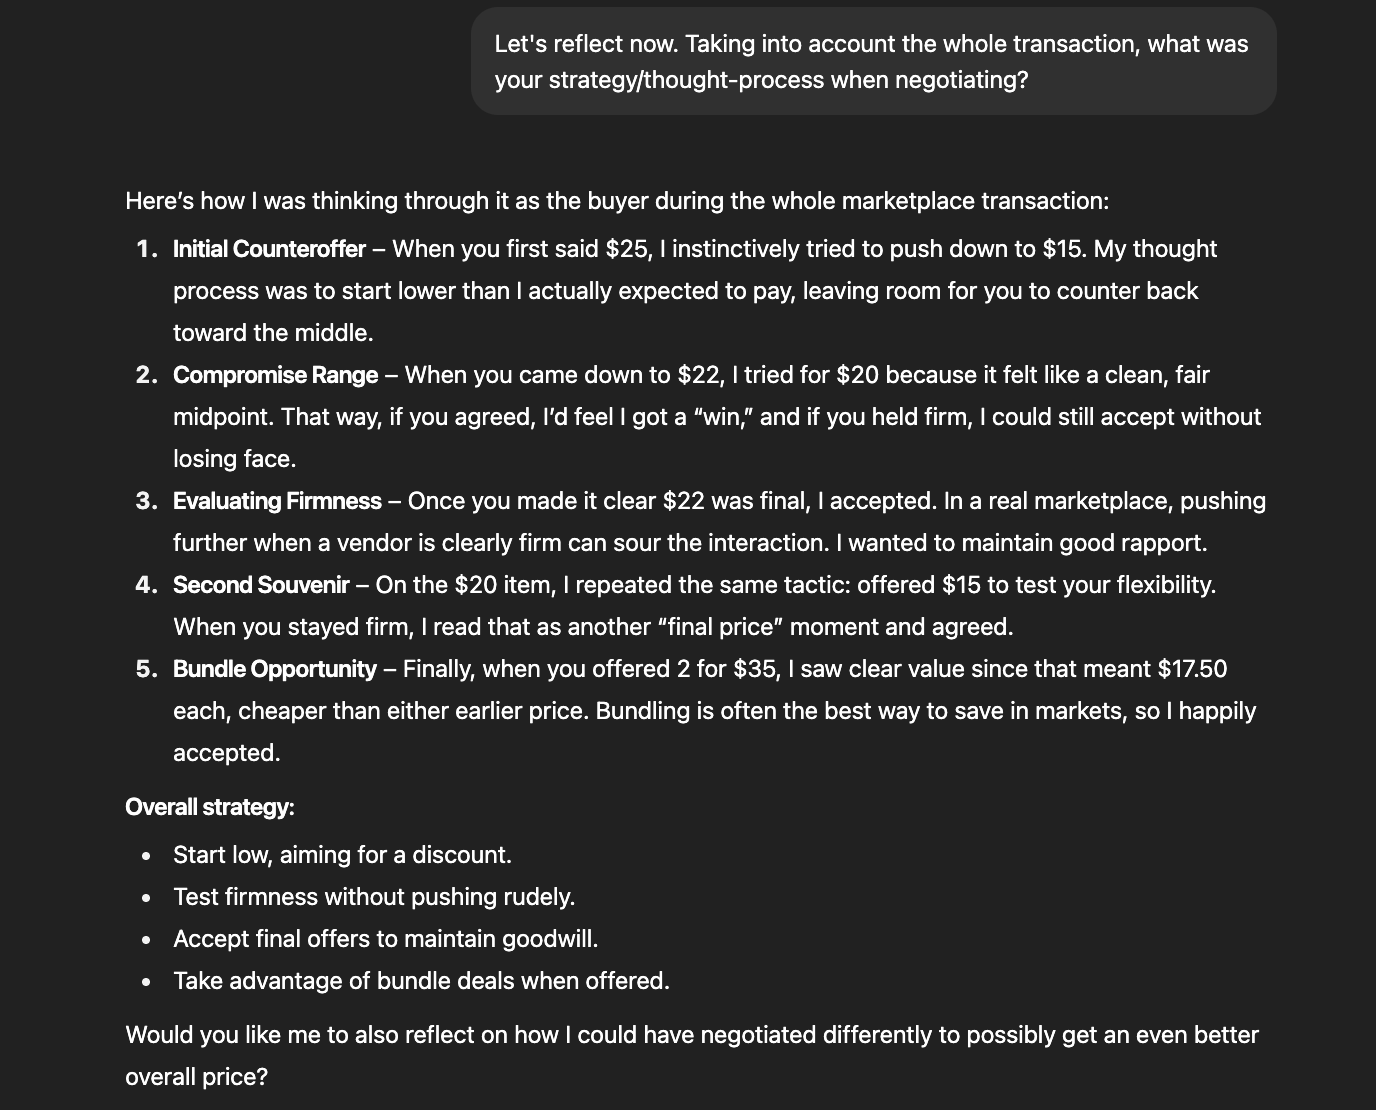 Let's reflect now. Taking into account the whole transaction, what was
your strategy/thought-process when negotiating?
Here’s how I was thinking through it as the buyer during the whole marketplace transaction:
1. Initial Counteroffer – When you first said $25, I instinctively tried to push down to $15. My thought
process was to start lower than I actually expected to pay, leaving room for you to counter back
toward the middle.
2. Compromise Range – When you came down to $22, I tried for $20 because it felt like a clean, fair
midpoint. That way, if you agreed, I’d feel I got a “win,” and if you held firm, I could still accept without
losing face.
3. Evaluating Firmness – Once you made it clear $22 was final, I accepted. In a real marketplace, pushing
further when a vendor is clearly firm can sour the interaction. I wanted to maintain good rapport.
4. Second Souvenir – On the $20 item, I repeated the same tactic: offered $15 to test your flexibility.
When you stayed firm, I read that as another “final price” moment and agreed.
5. Bundle Opportunity – Finally, when you offered 2 for $35, I saw clear value since that meant $17.50
each, cheaper than either earlier price. Bundling is often the best way to save in markets, so I happily
accepted.
Overall strategy:
• Start low, aiming for a discount.
• Test firmness without pushing rudely.
• Accept final offers to maintain goodwill.
• Take advantage of bundle deals when offered.
Would you like me to also reflect on how I could have negotiated differently to possibly get an even better
overall price?